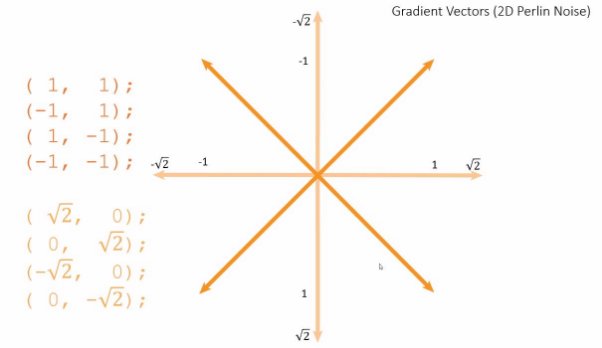 Gradient Vectors (2D Perlin Noise)
-√2
-1
( 1, 1);
(-1, 1);
( 1, -1);
(-1, -1);
-√2 -1 1 √2
( √2, 0);
( 0, √2);
(-√2, 0);
( 0, -√2);
1
√2